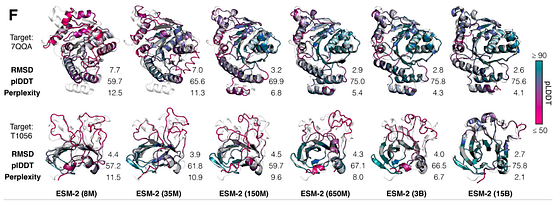 F
Target:
7QQA
RMSD 7.7 7.0 3.2 2.9 2.8 2.6
plDDT 59.7 65.6 69.9 75.0 75.8 75.6
Perplexity 12.5 11.3 6.8 5.4 4.3 4.1
≥ 90
pLDDT
≤ 50
Target:
T1056
RMSD 4.4 3.9 4.5 4.3 4.0 2.7
plDDT 57.2 61.8 59.7 67.1 66.5 75.8
Perplexity 11.5 10.9 9.6 8.0 6.7 2.1
ESM-2 (8M) ESM-2 (35M) ESM-2 (150M) ESM-2 (650M) ESM-2 (3B) ESM-2 (15B)